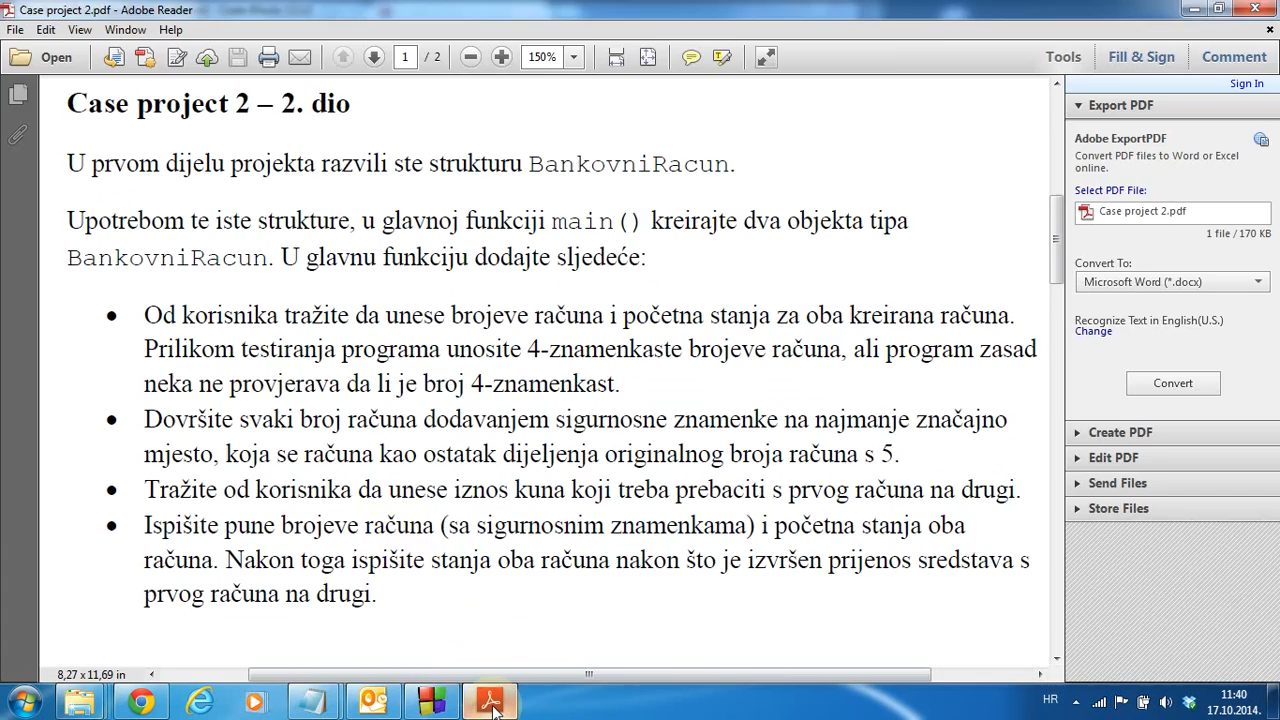 Case project 2.pdf - Adobe Reader
File Edit View Window Help
Open 1 / 2 150% Tools Fill & Sign Comment
Case project 2 – 2. dio
U prvom dijelu projekta razvili ste strukturu BankovniRacun.
Upotrebom te iste strukture, u glavnoj funkciji main() kreirajte dva objekta tipa
BankovniRacun. U glavnu funkciju dodajte sljedeće:
• Od korisnika tražite da unese brojeve računa i početna stanja za oba kreirana računa.
Prilikom testiranja programa unosite 4-znamenkaste brojeve računa, ali program zasad
neka ne provjerava da li je broj 4-znamenkast.
• Dovršite svaki broj računa dodavanjem sigurnosne znamenke na najmanje značajno
mjesto, koja se računa kao ostatak dijeljenja originalnog broja računa s 5.
• Tražite od korisnika da unese iznos kuna koji treba prebaciti s prvog računa na drugi.
• Ispišite pune brojeve računa (sa sigurnosnim znamenkama) i početna stanja oba
računa. Nakon toga ispišite stanja oba računa nakon što je izvršen prijenos sredstava s
prvog računa na drugi.
8,27 x 11,69 in
Sign In
Export PDF
Adobe ExportPDF
Convert PDF files to Word or Excel
online.
Select PDF File:
Case project 2.pdf
1 file / 170 KB
Convert To:
Microsoft Word (*.docx)
Recognize Text in English(U.S.)
Change
Convert
Create PDF
Edit PDF
Send Files
Store Files
HR
11:40
17.10.2014.